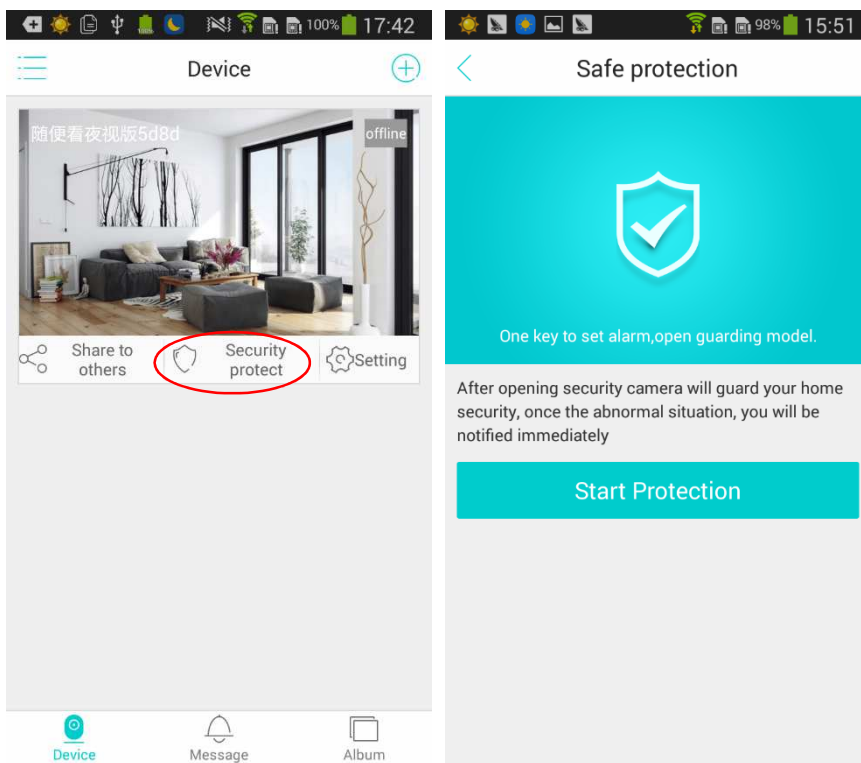 100% 17:42
Device
随便看夜视版5d8d
offline
Share to
others
Security
protect
Setting
Device
Message
Album
98% 15:51
Safe protection
One key to set alarm,open guarding model.
After opening security camera will guard your home
security, once the abnormal situation, you will be
notified immediately
Start Protection